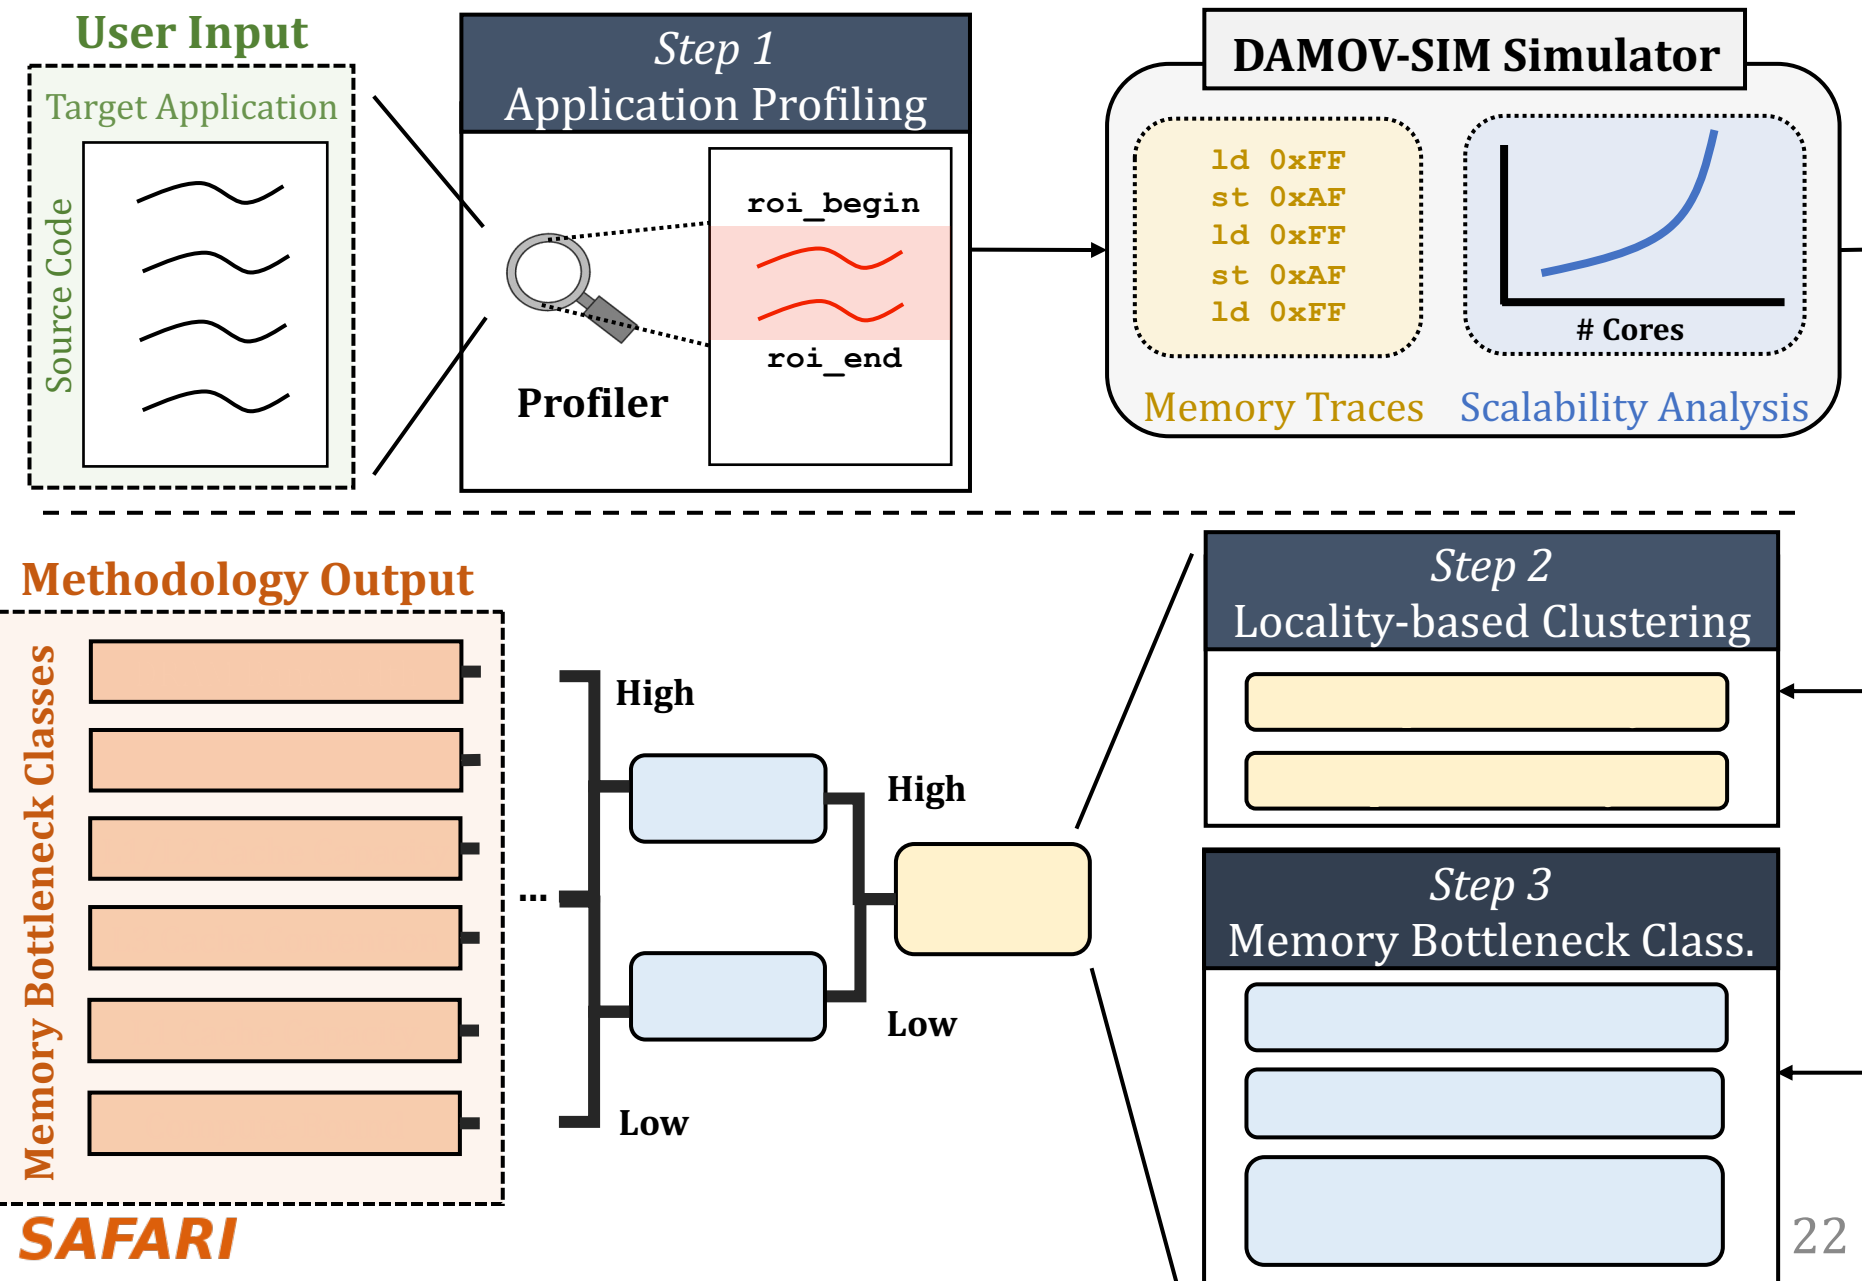 User Input
Target Application
Source Code
Step 1
Application Profiling
roi_begin
roi_end
Profiler
DAMOV-SIM Simulator
ld 0xFF
st 0xAF
ld 0xFF
st 0xAF
ld 0xFF
Memory Traces
# Cores
Scalability Analysis
Methodology Output
Memory Bottleneck Classes
...
High
Low
High
Low
Step 2
Locality-based Clustering
Step 3
Memory Bottleneck Class.
SAFARI
22